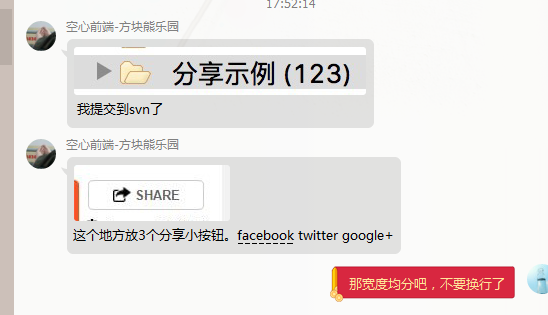 17:52:14
空心前端-方块熊乐园
分享示例 (123)
我提交到svn了
空心前端-方块熊乐园
SHARE
这个地方放3个分享小按钮。facebook twitter google+
那宽度均分吧，不要换行了